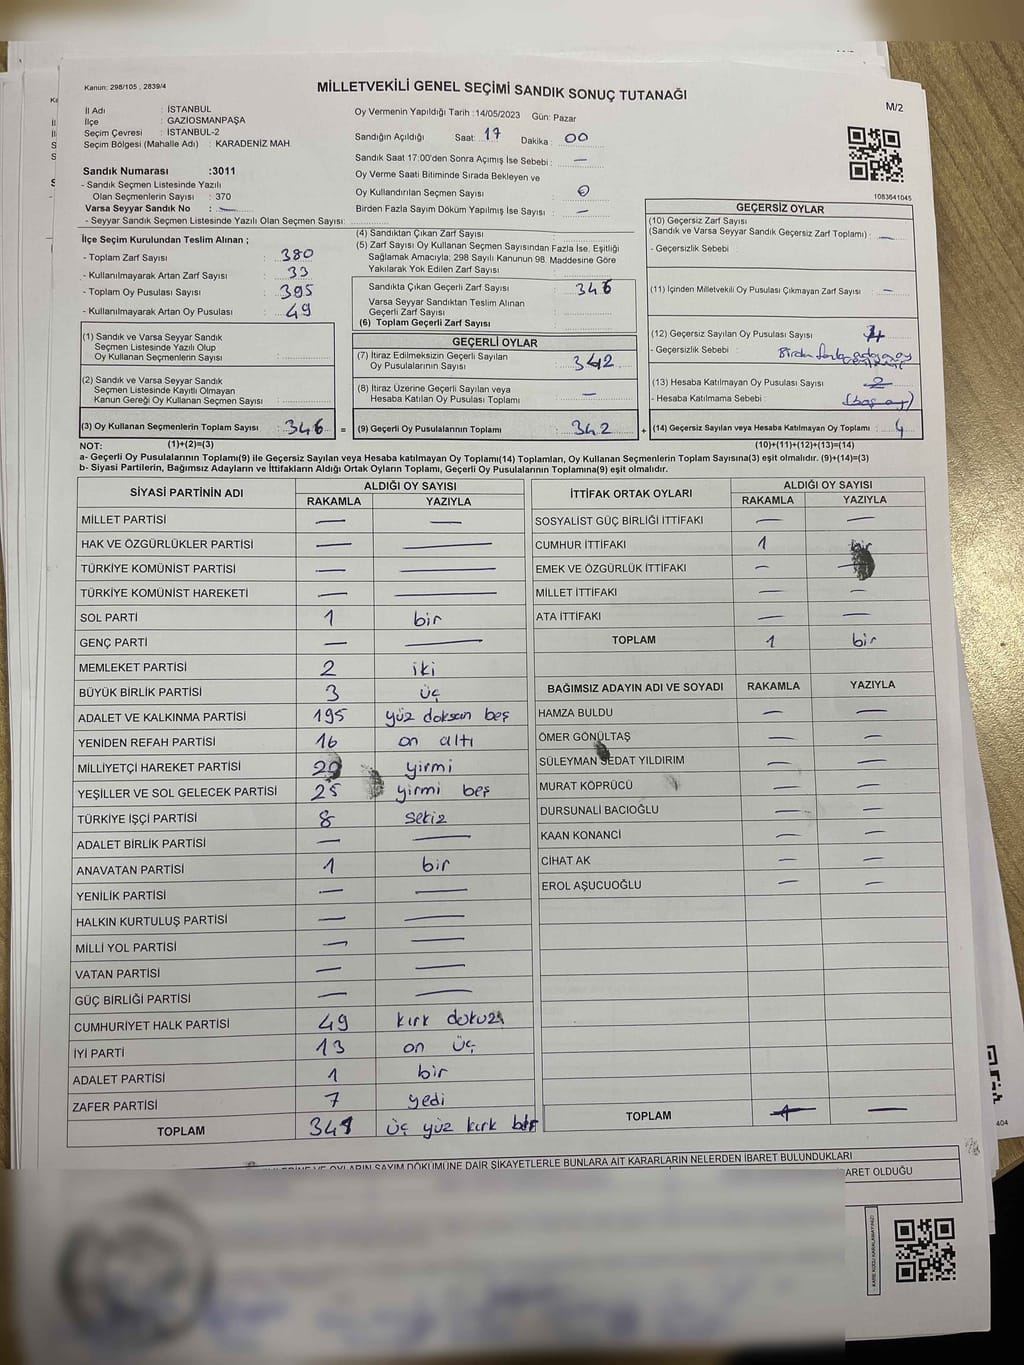 Kanun: 298/105 , 2839/4
MİLLETVEKİLİ GENEL SEÇİMİ SANDIK SONUÇ TUTANAĞI
M/2
İl Adı : İSTANBUL
İlçe : GAZİOSMANPAŞA
Seçim Çevresi : İSTANBUL-2
Seçim Bölgesi (Mahalle Adı) : KARADENİZ MAH.
Oy Vermenin Yapıldığı Tarih :14/05/2023 Gün: Pazar
Sandığın Açıldığı Saat: 17 Dakika : 00
Sandık Saat 17:00'den Sonra Açımış İse Sebebi : —
Oy Verme Saati Bitiminde Sırada Bekleyen ve
Oy Kullandırılan Seçmen Sayısı : 0
Birden Fazla Sayım Döküm Yapılmış İse Sayısı : —
1083641045
Sandık Numarası :3011
- Sandık Seçmen Listesinde Yazılı
Olan Seçmenlerin Sayısı : 370
Varsa Seyyar Sandık No : —
- Seyyar Sandık Seçmen Listesinde Yazılı Olan Seçmen Sayısı:
İlçe Seçim Kurulundan Teslim Alınan ;
- Toplam Zarf Sayısı : 380
- Kullanılmayarak Artan Zarf Sayısı : 33
- Toplam Oy Pusulası Sayısı : 395
- Kullanılmayarak Artan Oy Pusulası : 49
(1) Sandık ve Varsa Seyyar Sandık
Seçmen Listesinde Yazılı Olup
Oy Kullanan Seçmenlerin Sayısı :
(2) Sandık ve Varsa Seyyar Sandık
Seçmen Listesinde Kayıtlı Olmayan
Kanun Gereği Oy Kullanan Seçmen Sayısı :
(3) Oy Kullanan Seçmenlerin Toplam Sayısı : 346 =
(4) Sandıktan Çıkan Zarf Sayısı :
(5) Zarf Sayısı Oy Kullanan Seçmen Sayısından Fazla İse, Eşitliği
Sağlamak Amacıyla; 298 Sayılı Kanunun 98. Maddesine Göre
Yakılarak Yok Edilen Zarf Sayısı :
Sandıkta Çıkan Geçerli Zarf Sayısı : 346
Varsa Seyyar Sandıktan Teslim Alınan
Geçerli Zarf Sayısı :
(6) Toplam Geçerli Zarf Sayısı :
GEÇERLİ OYLAR
(7) İtiraz Edilmeksizin Geçerli Sayılan
Oy Pusulalarının Sayısı : 342
(8) İtiraz Üzerine Geçerli Sayılan veya
Hesaba Katılan Oy Pusulası Toplamı : —
(9) Geçerli Oy Pusulalarının Toplamı : 342 +
GEÇERSİZ OYLAR
(10) Geçersiz Zarf Sayısı
(Sandık ve Varsa Seyyar Sandık Geçersiz Zarf Toplamı) : —
- Geçersizlik Sebebi :
(11) İçinden Milletvekili Oy Pusulası Çıkmayan Zarf Sayısı : —
(12) Geçersiz Sayılan Oy Pusulası Sayısı : 4
- Geçersizlik Sebebi : Birden fazla
(13) Hesaba Katılmayan Oy Pusulası Sayısı : 2
- Hesaba Katılmama Sebebi : (boş oy)
(14) Geçersiz Sayılan veya Hesaba Katılmayan Oy Toplamı : 4
NOT: (1)+(2)=(3) (10)+(11)+(12)+(13)=(14)
a- Geçerli Oy Pusulalarının Toplamı(9) ile Geçersiz Sayılan veya Hesaba katılmayan Oy Toplamı(14) Toplamları, Oy Kullanan Seçmenlerin Toplam Sayısına(3) eşit olmalıdır. (9)+(14)=(3)
b- Siyasi Partilerin, Bağımsız Adayların ve İttifakların Aldığı Ortak Oyların Toplamı, Geçerli Oy Pusulalarının Toplamına(9) eşit olmalıdır.
SİYASİ PARTİNİN ADI ALDIĞI OY SAYISI
RAKAMLA YAZIYLA
MİLLET PARTİSİ — —
HAK VE ÖZGÜRLÜKLER PARTİSİ — —
TÜRKİYE KOMÜNİST PARTİSİ — —
TÜRKİYE KOMÜNİST HAREKETİ — —
SOL PARTİ 1 bir
GENÇ PARTİ — —
MEMLEKET PARTİSİ 2 iki
BÜYÜK BİRLİK PARTİSİ 3 üç
ADALET VE KALKINMA PARTİSİ 195 yüz doksan beş
YENİDEN REFAH PARTİSİ 16 on altı
MİLLİYETÇİ HAREKET PARTİSİ 20 yirmi
YEŞİLLER VE SOL GELECEK PARTİSİ 25 yirmi beş
TÜRKİYE İŞÇİ PARTİSİ 8 sekiz
ADALET BİRLİK PARTİSİ — —
ANAVATAN PARTİSİ 1 bir
YENİLİK PARTİSİ — —
HALKIN KURTULUŞ PARTİSİ — —
MİLLİ YOL PARTİSİ — —
VATAN PARTİSİ — —
GÜÇ BİRLİĞİ PARTİSİ — —
CUMHURİYET HALK PARTİSİ 49 kırk dokuz
İYİ PARTİ 13 on üç
ADALET PARTİSİ 1 bir
ZAFER PARTİSİ 7 yedi
TOPLAM 341 üç yüz kırk bir
İTTİFAK ORTAK OYLARI ALDIĞI OY SAYISI
RAKAMLA YAZIYLA
SOSYALİST GÜÇ BİRLİĞİ İTTİFAKI — —
CUMHUR İTTİFAKI 1 bir
EMEK VE ÖZGÜRLÜK İTTİFAKI — —
MİLLET İTTİFAKI — —
ATA İTTİFAKI — —
TOPLAM 1 bir
BAĞIMSIZ ADAYIN ADI VE SOYADI RAKAMLA YAZIYLA
HAMZA BULDU — —
ÖMER GÖNÜLTAŞ — —
SÜLEYMAN SEDAT YILDIRIM — —
MURAT KÖPRÜCÜ — —
DURSUNALİ BACIOĞLU — —
KAAN KONANCİ — —
CİHAT AK — —
EROL AŞUCUOĞLU — —
TOPLAM 1 —
OYLARIN SAYIM DÖKÜMÜNE DAİR ŞİKAYETLERLE BUNLARA AİT KARARLARIN NELERDEN İBARET BULUNDUKLARI
BARET OLDUĞU
404